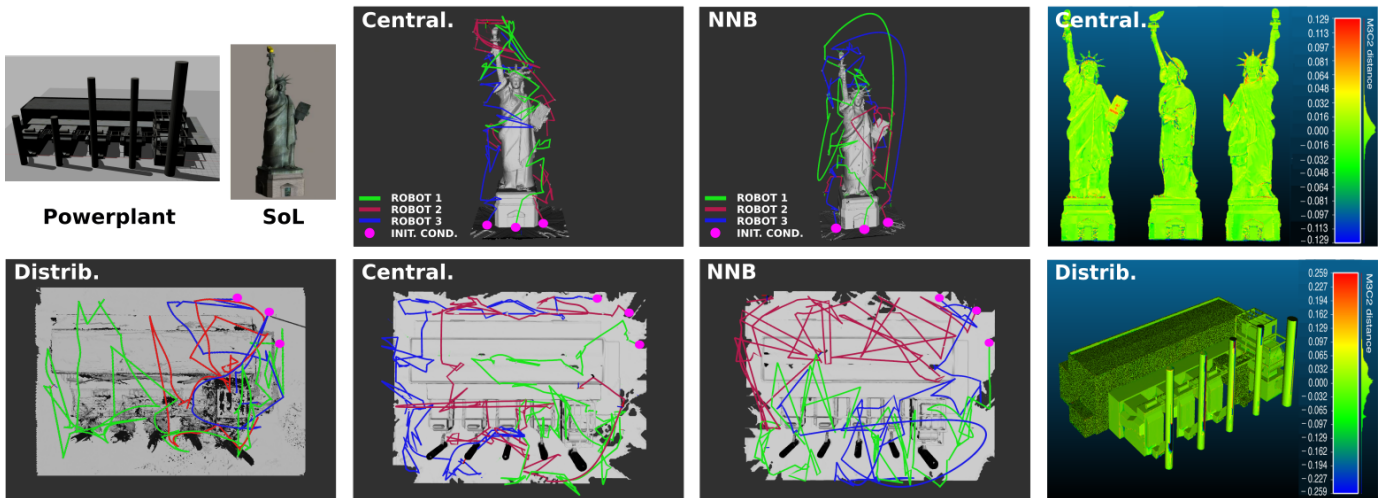 Powerplant
SoL
Central.
ROBOT 1
ROBOT 2
ROBOT 3
INIT. COND.
NNB
ROBOT 1
ROBOT 2
ROBOT 3
INIT. COND.
Central.
0.129
0.113
0.097
0.081
0.064
0.048
0.032
0.016
0.000
−0.016
−0.032
−0.048
−0.064
−0.081
−0.097
−0.113
−0.129
M3C2 distance
Distrib.
Central.
NNB
Distrib.
0.259
0.227
0.194
0.162
0.130
0.097
0.065
0.032
0.000
−0.032
−0.065
−0.097
−0.130
−0.162
−0.194
−0.227
−0.259
M3C2 distance